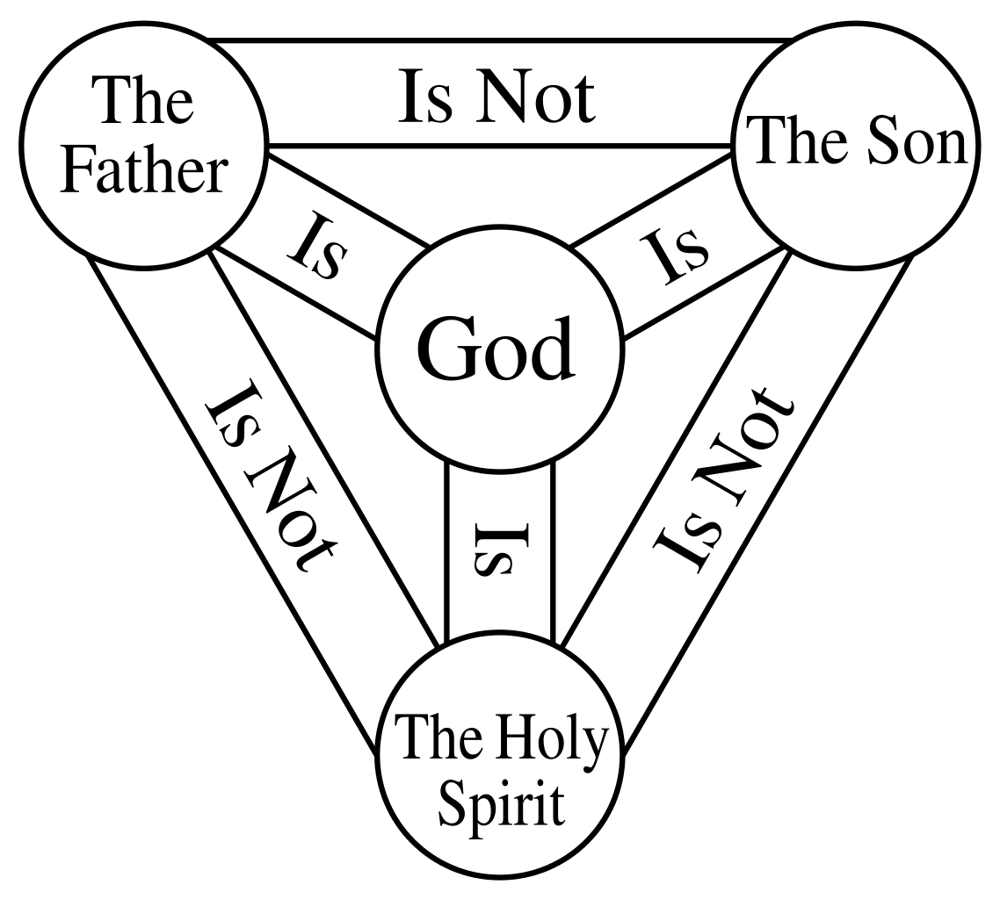 The
Father
Is Not
The Son
Is
Is
God
Is Not
Is
Is Not
The Holy
Spirit